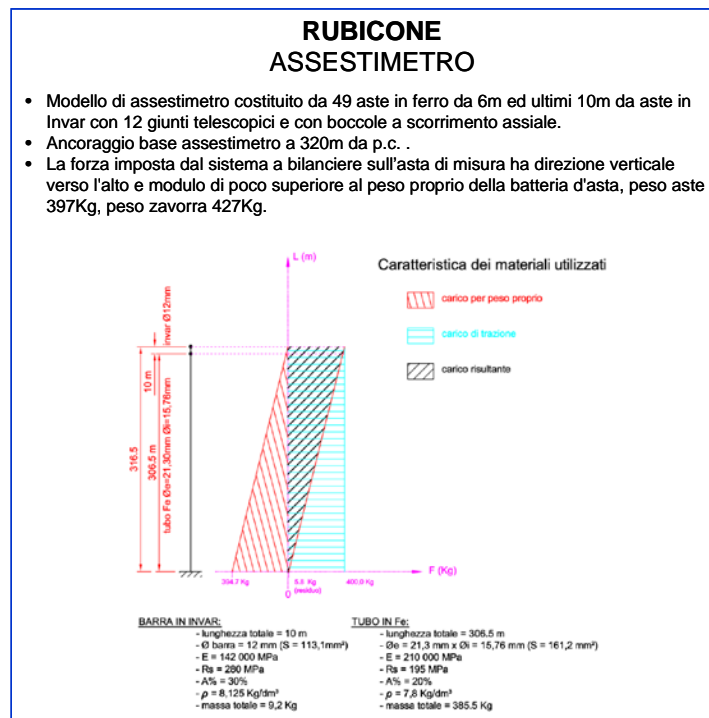 RUBICONE
ASSESTIMETRO
• Modello di assestimetro costituito da 49 aste in ferro da 6m ed ultimi 10m da aste in
Invar con 12 giunti telescopici e con boccole a scorrimento assiale.
• Ancoraggio base assestimetro a 320m da p.c. .
• La forza imposta dal sistema a bilanciere sull'asta di misura ha direzione verticale
verso l'alto e modulo di poco superiore al peso proprio della batteria d'asta, peso aste
397Kg, peso zavorra 427Kg.
L (m)
Caratteristica dei materiali utilizzati
carico per peso proprio
carico di trazione
carico risultante
invar Ø12mm
10 m
316.5
306.5 m
tubo Fe Øe=21,30mm Øi=15,76mm
F (Kg)
394.7 Kg
Kg
(residuo)
400.0 Kg
0
BARRA IN INVAR:
- lunghezza totale = 10 m
- Ø barra = 12 mm (S = 113,1mm²)
- E = 142 000 MPa
- Rs = 280 MPa
- A% = 30%
- ρ = 8,125 Kg/dm³
- massa totale = 9,2 Kg
TUBO IN Fe:
- lunghezza totale = 306.5 m
- Øe = 21,3 mm x Øi = 15,76 mm (S = 161,2 mm²)
- E = 210 000 MPa
- Rs = 195 MPa
- A% = 20%
- ρ = 7,8 Kg/dm³
- massa totale = 385.5 Kg